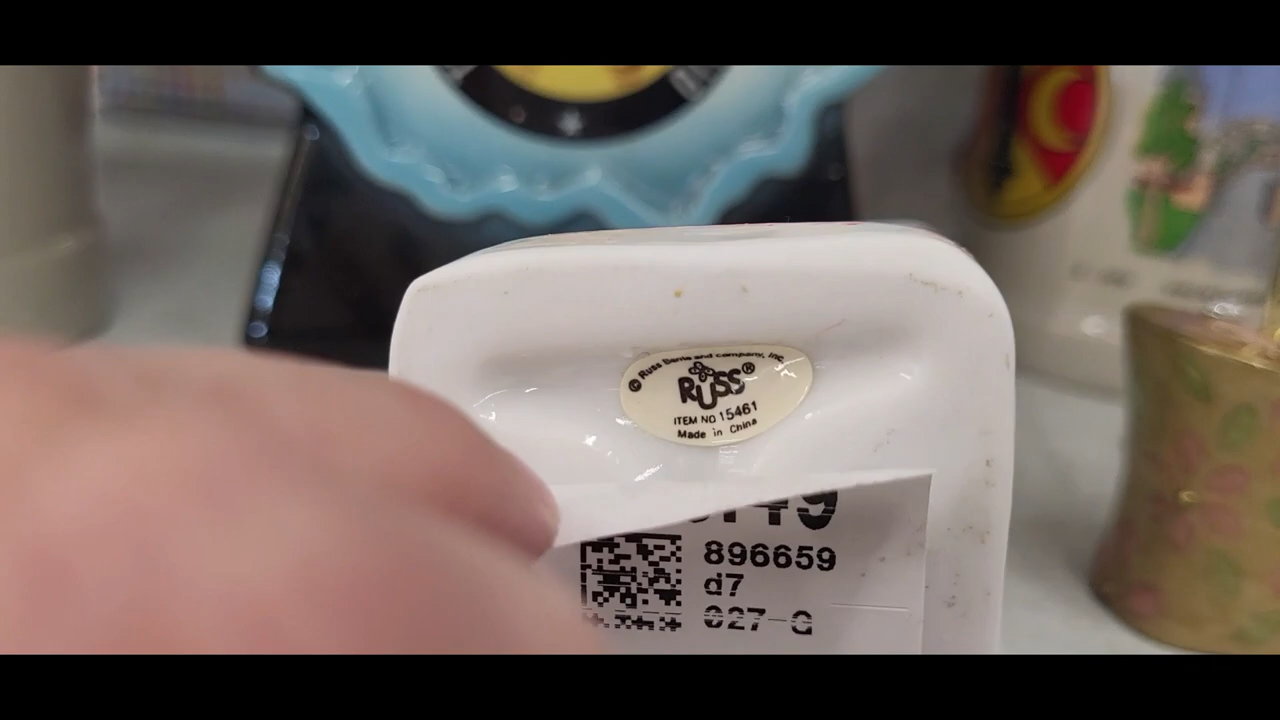 © Russ Berrie and company, Inc.
RUSS®
ITEM NO 15461
Made in China
896659
d7
027-G